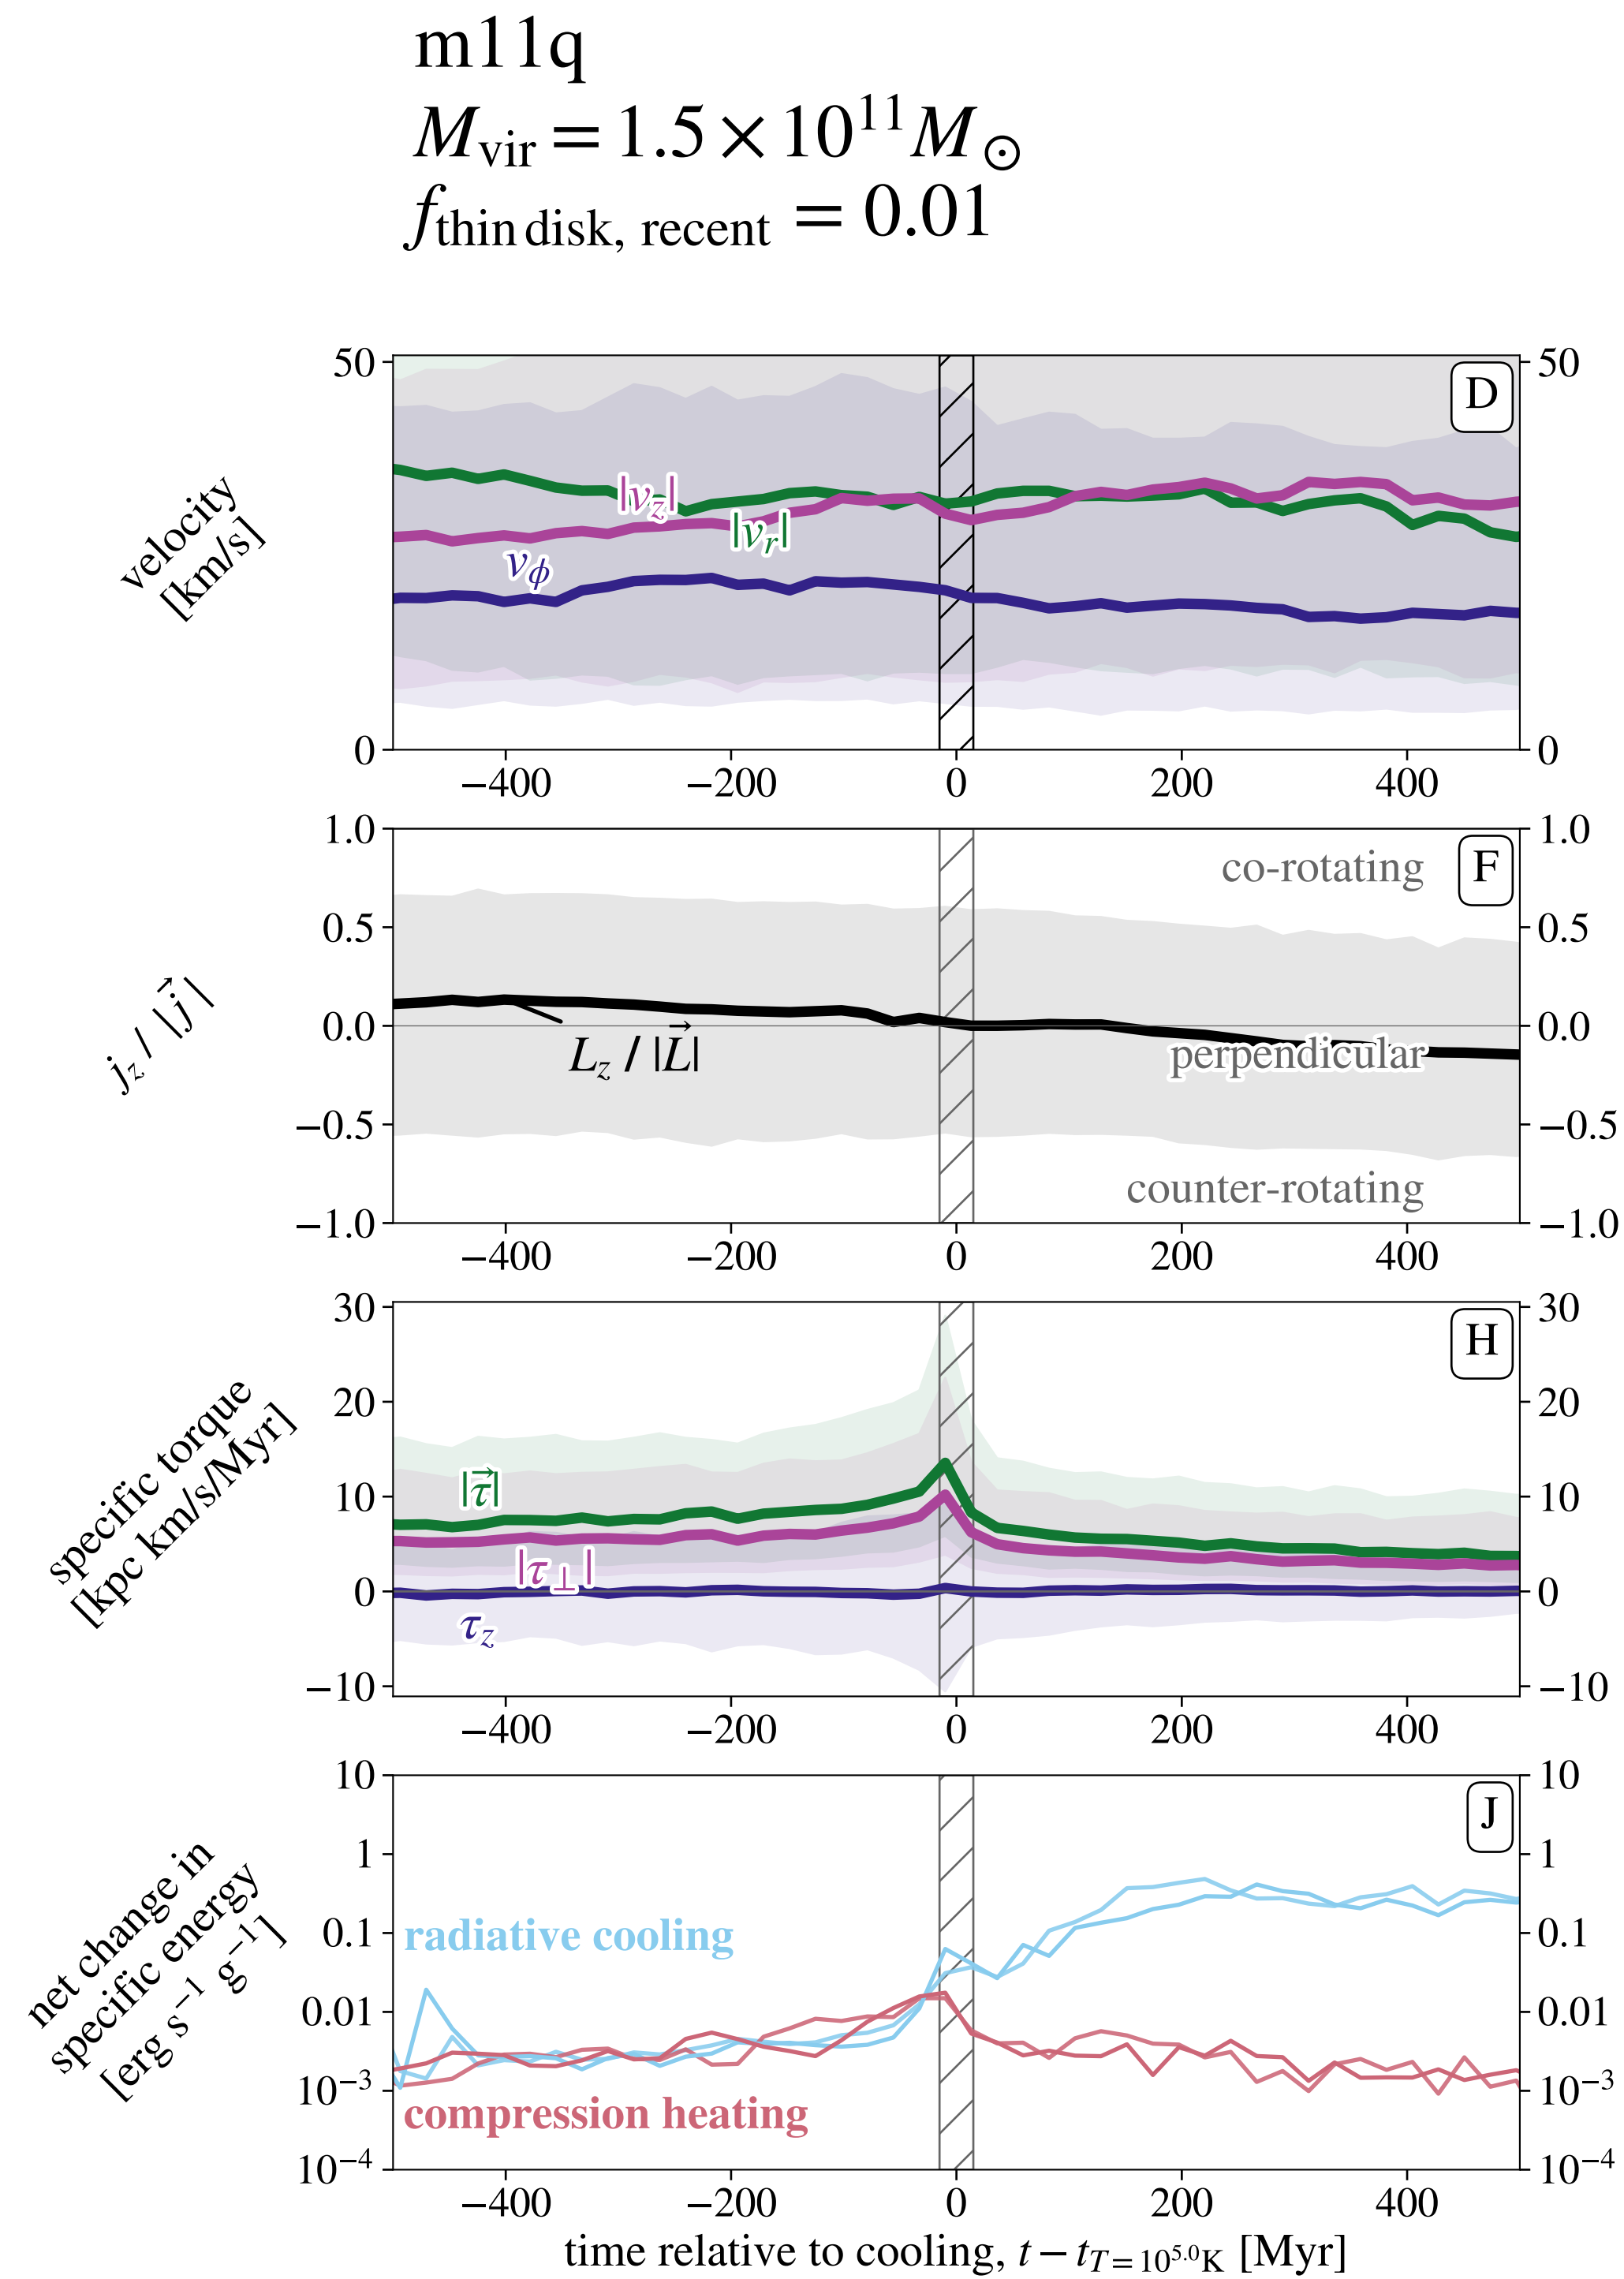 m11q
M_vir = 1.5 × 10^11 M_⊙
f_thin disk, recent = 0.01
velocity
[km/s]
50
0
50
0
D
|v_z|
|v_r|
v_ϕ
−400 −200 0 200 400
j_z / |j⃗|
1.0
0.5
0.0
−0.5
−1.0
1.0
0.5
0.0
−0.5
−1.0
F
co-rotating
L_z / |L⃗|
perpendicular
counter-rotating
−400 −200 0 200 400
specific torque
[kpc km/s/Myr]
30
20
10
0
−10
30
20
10
0
−10
H
|τ⃗|
|τ_⊥|
τ_z
−400 −200 0 200 400
net change in
specific energy
[erg s^−1 g^−1]
10
1
0.1
0.01
10^−3
10^−4
10
1
0.1
0.01
10^−3
10^−4
J
radiative cooling
compression heating
−400 −200 0 200 400
time relative to cooling, t − t_T=10^5.0 K [Myr]